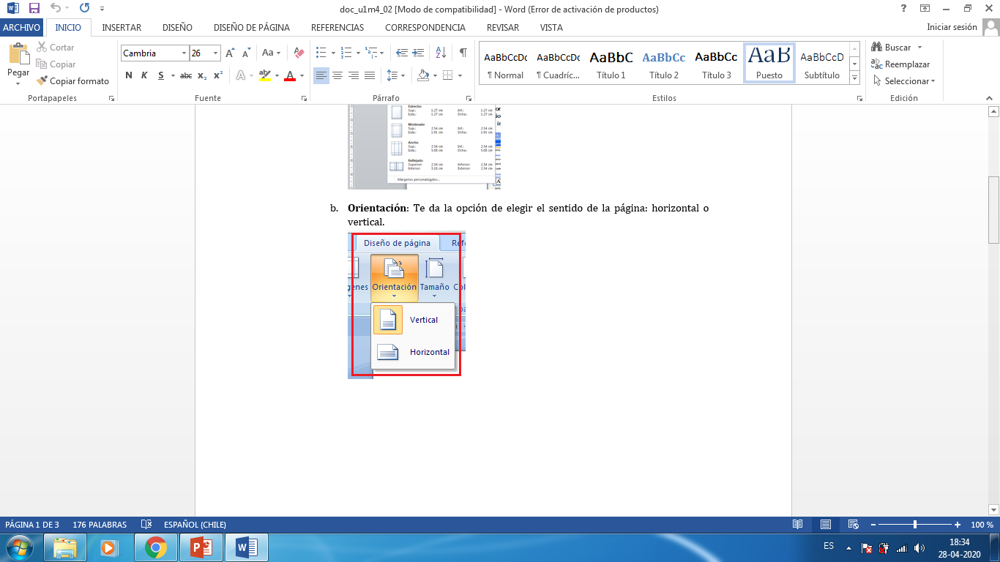 doc_u1m4_02 [Modo de compatibilidad] - Word (Error de activación de productos)
ARCHIVO INICIO INSERTAR DISEÑO DISEÑO DE PÁGINA REFERENCIAS CORRESPONDENCIA REVISAR VISTA Iniciar sesión
Pegar
Cortar
Copiar
Copiar formato
Portapapeles
Cambria 26
N K S abc x₂ x²
Fuente
Párrafo
AaBbCcDc AaBbCcDc AaBbC AaBbCc AaBbCc AaB AaBbCcD
¶ Normal ¶ Cuadríc... Título 1 Título 2 Título 3 Puesto Subtítulo
Estilos
Buscar
Reemplazar
Seleccionar
Edición
Estrecho
Sup.: 1.27 cm Inf.: 1.27 cm
Izda.: 1.27 cm Dcha.: 1.27 cm
Moderado
Sup.: 2.54 cm Inf.: 2.54 cm
Izda.: 1.91 cm Dcha.: 1.91 cm
Ancho
Sup.: 2.54 cm Inf.: 2.54 cm
Izda.: 5.08 cm Dcha.: 5.08 cm
Reflejado
Superior: 2.54 cm Inferior: 2.54 cm
Interior: 3.18 cm Exterior: 2.54 cm
Márgenes personalizados...
b. Orientación: Te da la opción de elegir el sentido de la página: horizontal o
vertical.
Diseño de página Refe
genes Orientación Tamaño Col
Vertical
Horizontal
PÁGINA 1 DE 3 176 PALABRAS ESPAÑOL (CHILE) 100 %
ES
18:34
28-04-2020